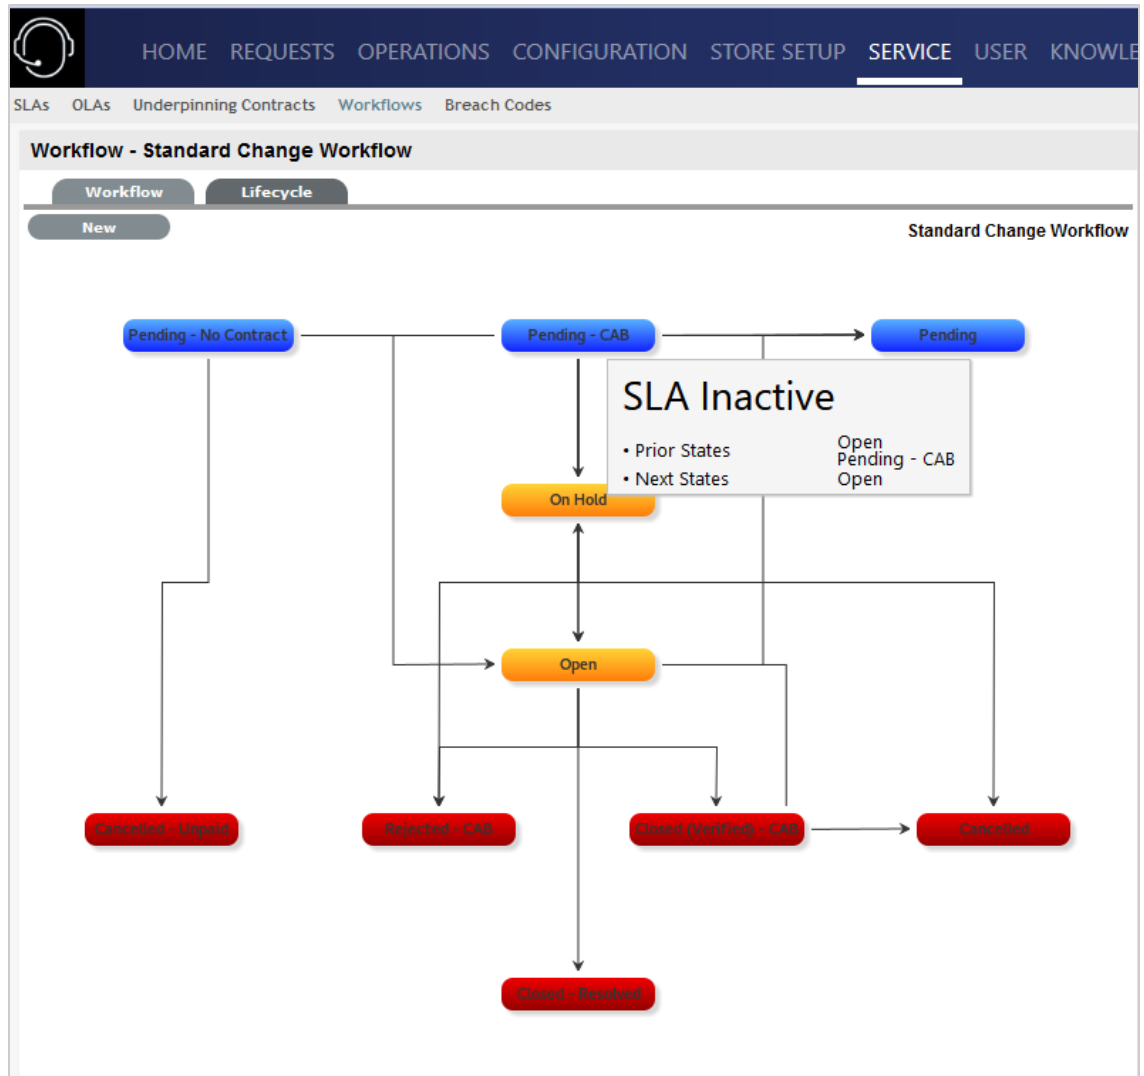 HOME REQUESTS OPERATIONS CONFIGURATION STORE SETUP SERVICE USER KNOWLE
SLAs OLAs Underpinning Contracts Workflows Breach Codes
Workflow - Standard Change Workflow
Workflow Lifecycle
New
Standard Change Workflow
Pending - No Contract
Pending - CAB
Pending
SLA Inactive
• Prior States Open
Pending - CAB
• Next States Open
On Hold
Open
Cancelled - Unpaid
Rejected - CAB
Closed (Verified) - CAB
Cancelled
Closed - Resolved